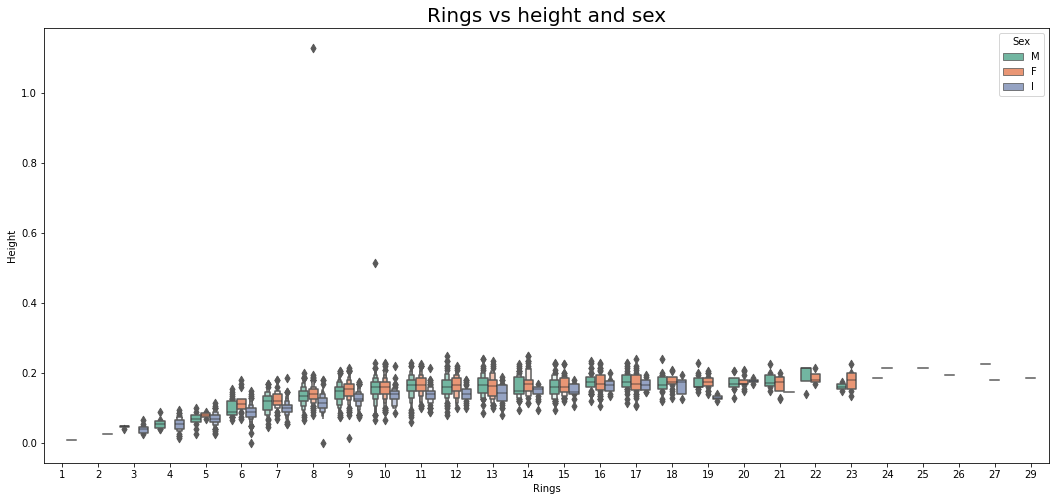 Rings vs height and sex
Sex
M
F
I
1.0
0.8
0.6
0.4
0.2
0.0
Height
1 2 3 4 5 6 7 8 9 10 11 12 13 14 15 16 17 18 19 20 21 22 23 24 25 26 27 29
Rings